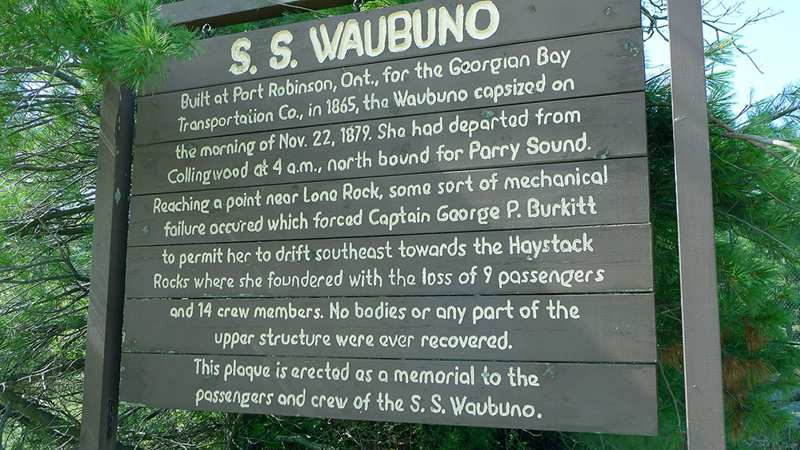 S. S. WAUBUNO
Built at Port Robinson, Ont., for the Georgian Bay
Transportatiion Co., in 1865, the Waubuno capsized on
the morning of Nov. 22, 1879. She had departed from
Collingwood at 4 a.m., north bound for Parry Sound.
Reaching a point near Lone Rock, some sort of mechanical
failure occured which forced Captain George P. Burkitt
to permit her to drift southeast towards the Haystack
Rocks where she foundered with the loss of 9 passengers
and 14 crew members. No bodies or any part of the
upper structure were ever recovered.
This plaque is erected as a memorial to the
passengers and crew of the S. S. Waubuno.